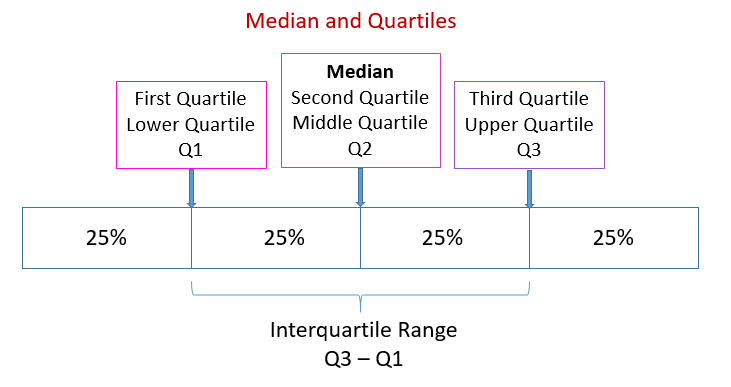 Median and Quartiles
First Quartile
Lower Quartile
Q1
Median
Second Quartile
Middle Quartile
Q2
Third Quartile
Upper Quartile
Q3
25%
25%
25%
25%
Interquartile Range
Q3 – Q1